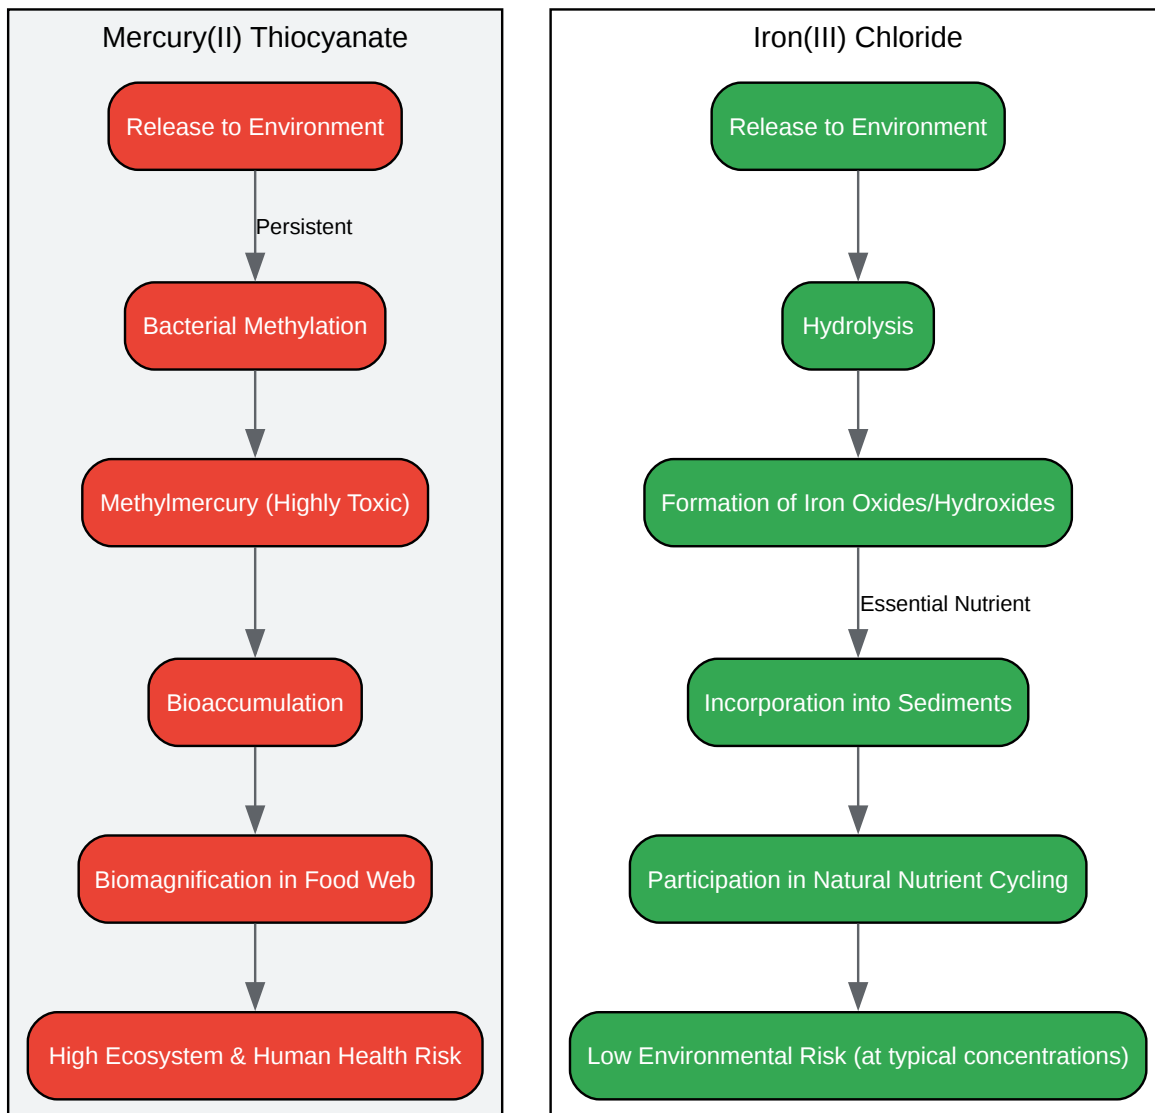 Mercury(II) Thiocyanate
Release to Environment
Persistent
Bacterial Methylation
Methylmercury (Highly Toxic)
Bioaccumulation
Biomagnification in Food Web
High Ecosystem & Human Health Risk
Iron(III) Chloride
Release to Environment
Hydrolysis
Formation of Iron Oxides/Hydroxides
Essential Nutrient
Incorporation into Sediments
Participation in Natural Nutrient Cycling
Low Environmental Risk (at typical concentrations)